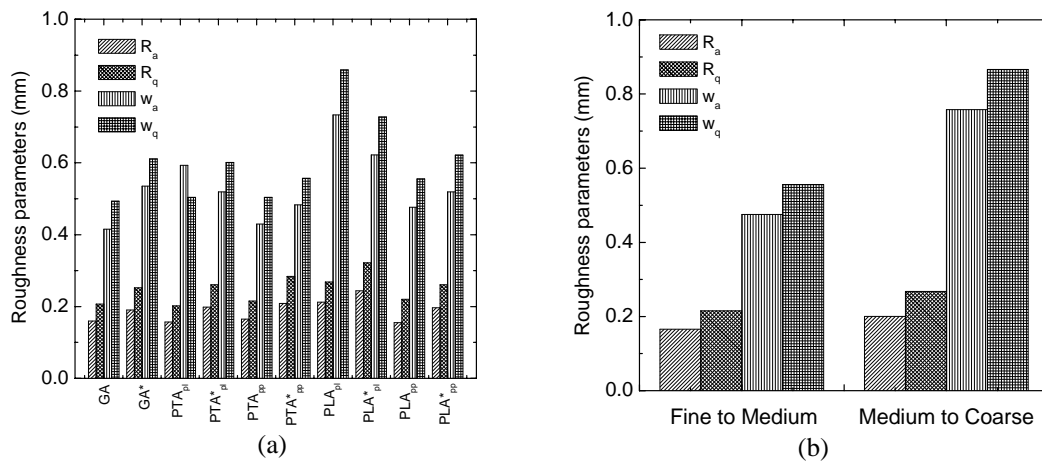 1.0
0.8
0.6
0.4
0.2
0.0
Roughness parameters (mm)
Ra
Rq
wa
wq
GA
GA*
PTApl
PTA*pl
PTApp
PTA*pp
PLApl
PLA*pl
PLApp
PLA*pp
(a)
1.0
0.8
0.6
0.4
0.2
0.0
Roughness parameters (mm)
Ra
Rq
wa
wq
Fine to Medium
Medium to Coarse
(b)